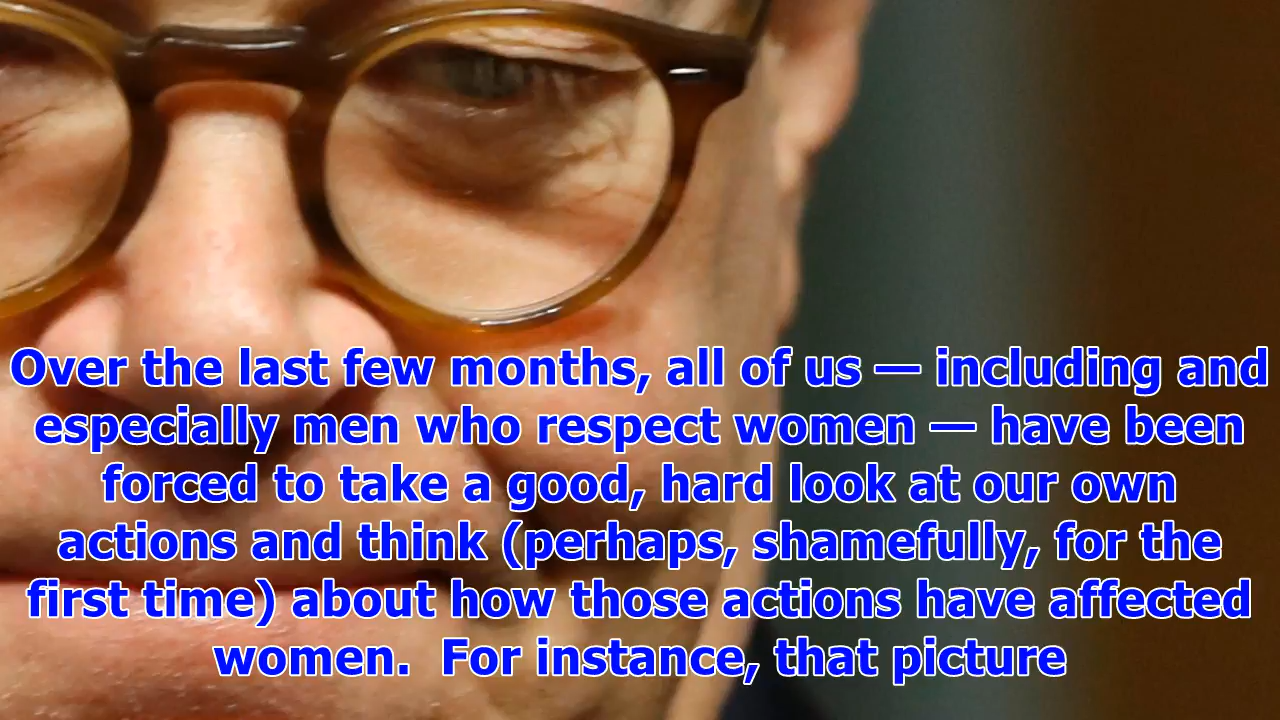 Over the last few months, all of us — including and
especially men who respect women — have been
forced to take a good, hard look at our own
actions and think (perhaps, shamefully, for the
first time) about how those actions have affected
women.  For instance, that picture